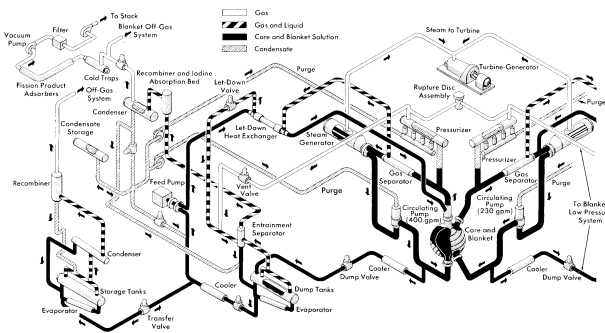 Gas
Gas and Liquid
Core and Blanket Solution
Condensate
To Stack
Blanket Off-Gas
System
Filter
Vacuum
Pump
Cold Traps
Fission Product
Adsorbers
Off-Gas
System
Recombiner and Iodine
Absorption Bed
Condenser
Condensate
Storage
Let-Down
Valve
Let-Down
Heat Exchanger
Purge
Steam
Generator
Steam to Turbine
Turbine-Generator
Rupture Disc
Assembly
Purge
Pressurizer
Pressurizer
Recombiner
Feed Pump
Vent
Valve
Purge
Gas
Separator
Gas
Separator
Purge
Circulating
Pump
(400 gpm)
Circulating
Pump
(230 gpm)
Core and
Blanket
To Blanke
Low Pressu
System
Entrainment
Separator
Condenser
Storage Tanks
Evaporator
Transfer
Valve
Cooler
Dump Tanks
Evaporator
Dump Valve
Cooler
Cooler
Dump Valve